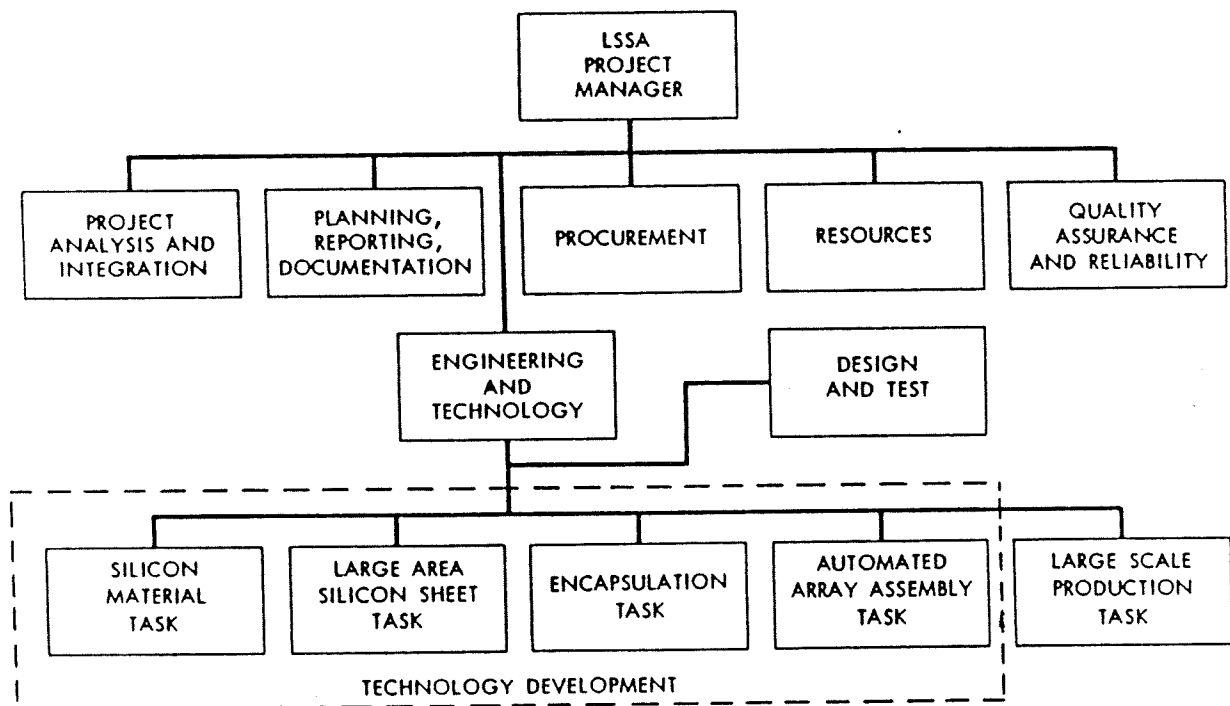 LSSA
PROJECT
MANAGER
PROJECT
ANALYSIS AND
INTEGRATION
PLANNING,
REPORTING,
DOCUMENTATION
PROCUREMENT
RESOURCES
QUALITY
ASSURANCE
AND RELIABILITY
ENGINEERING
AND
TECHNOLOGY
DESIGN
AND TEST
SILICON
MATERIAL
TASK
LARGE AREA
SILICON SHEET
TASK
ENCAPSULATION
TASK
AUTOMATED
ARRAY ASSEMBLY
TASK
LARGE SCALE
PRODUCTION
TASK
TECHNOLOGY DEVELOPMENT